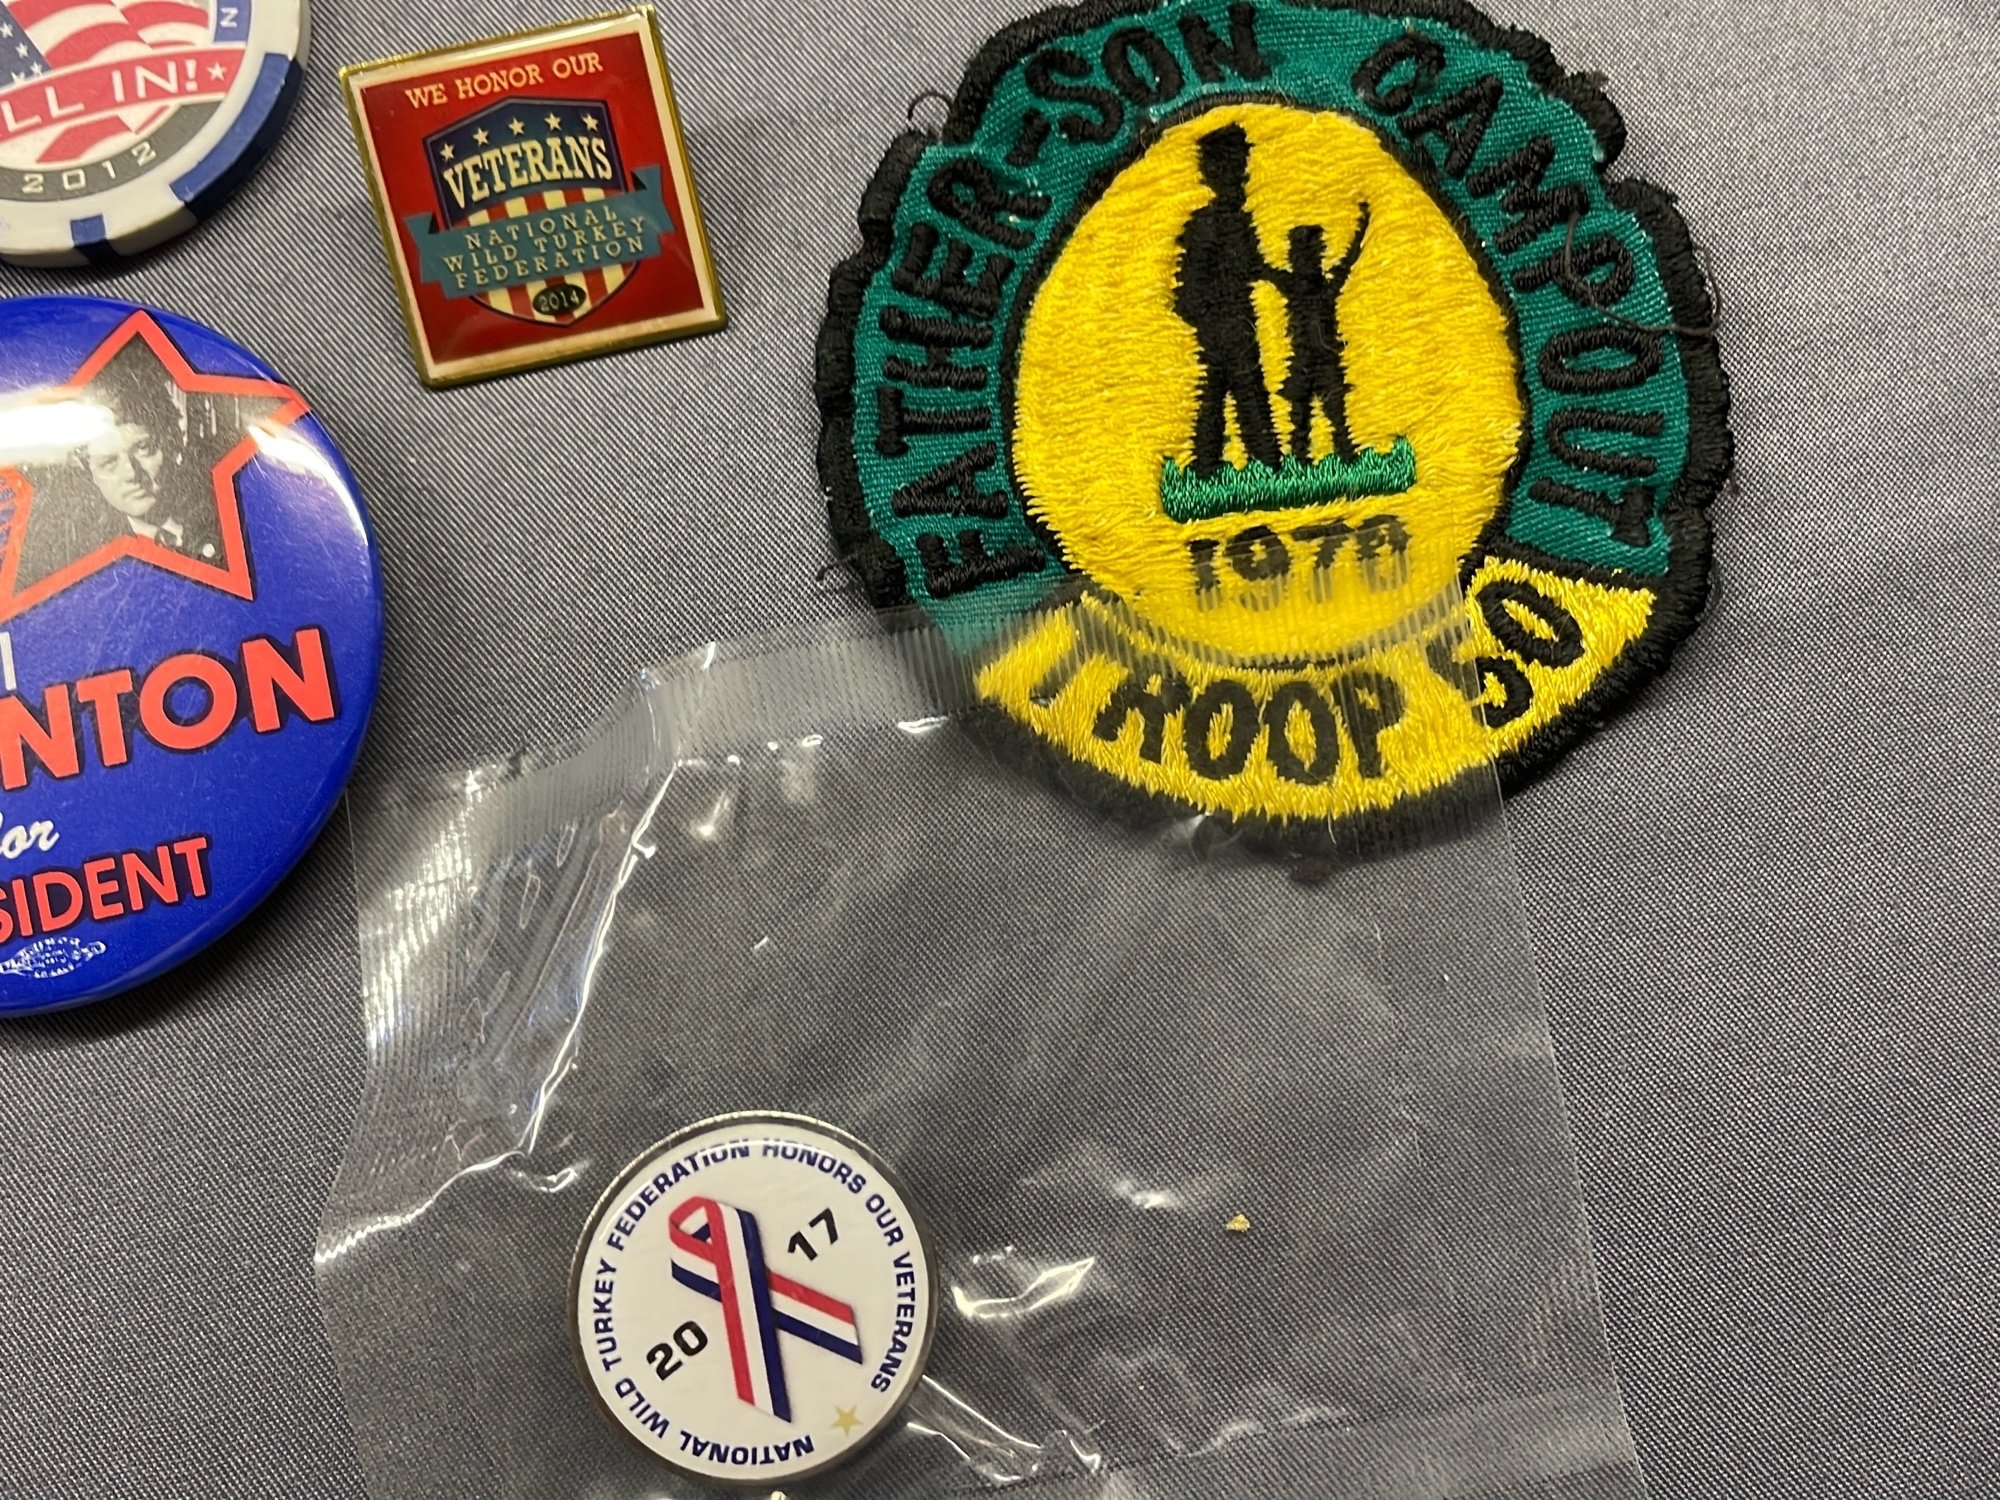 ALL IN!
2012
WE HONOR OUR
VETERANS
NATIONAL
WILD TURKEY
FEDERATION
2014
FATHER-SON CAMPOUT
1978
TROOP 50
NTON
for
SIDENT
NATIONAL WILD TURKEY FEDERATION HONORS OUR VETERANS
20 17